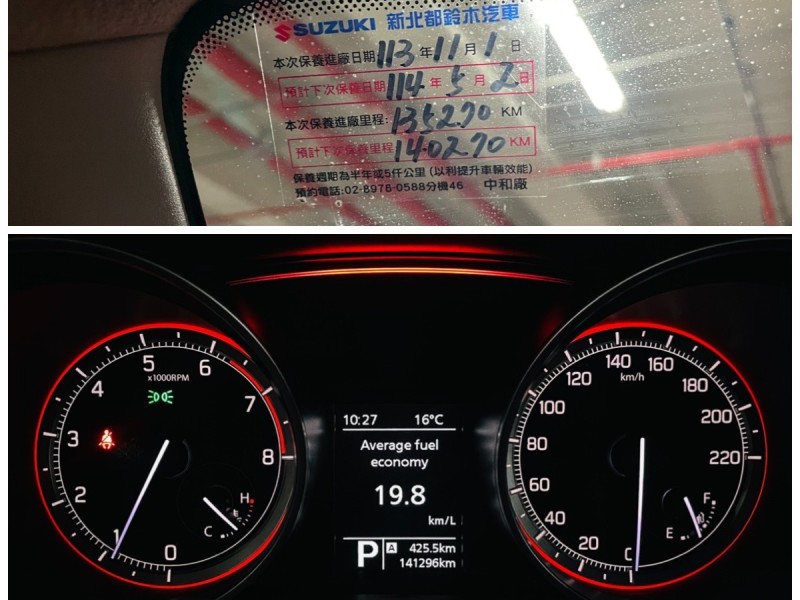 SUZUKI 新北都鈴木汽車
本次保養進廠日期 113 年 11 月 1 日
預計下次保養日期 114 年 5 月 2 日
本次保養進廠里程: 135270 KM
預計下次保養里程 140270 KM
保養週期為半年或5仟公里 (以利提升車輛效能)
預約電話:02-8978-0588分機46 中和廠
0
1
2
3
4
5
6
7
8
x1000RPM
H
C
10:27 16°C
Average fuel
economy
19.8
km/L
P A 425.5km
141296km
20
40
60
80
100
120
140
160
180
200
220
km/h
E
F